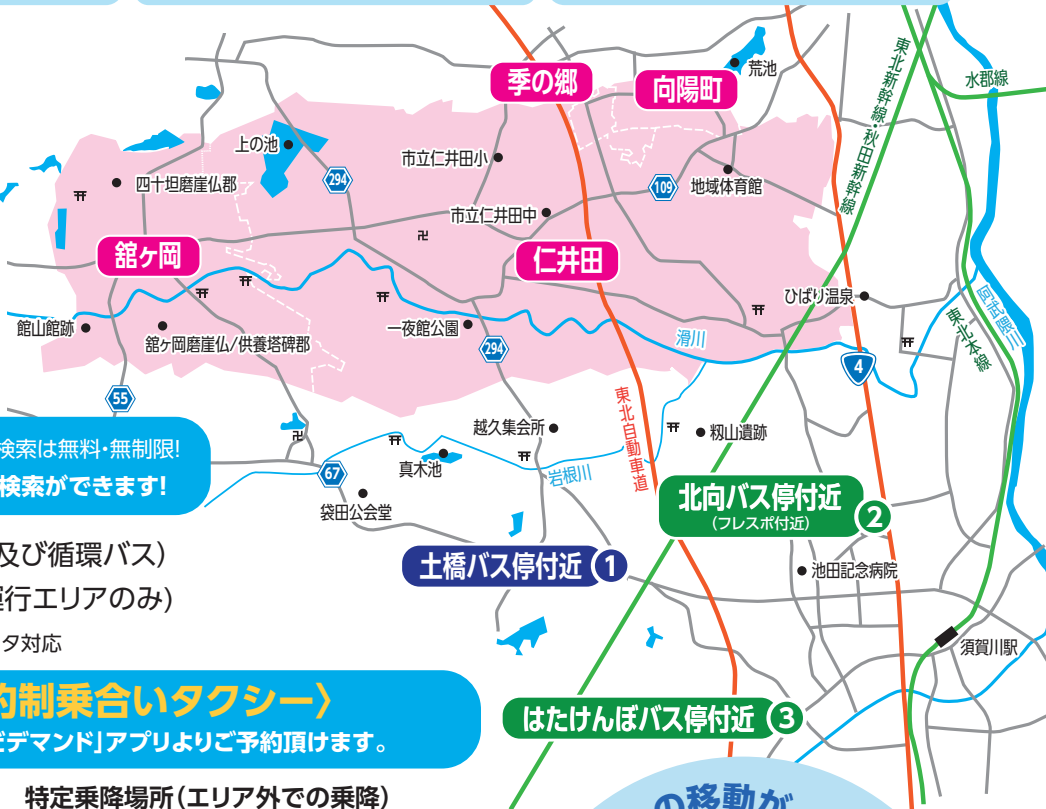 季の郷
向陽町
荒池
東北新幹線・秋田新幹線
水郡線
上の池
市立仁井田小
四十坦磨崖仏郡
294
109
地域体育館
市立仁井田中
舘ヶ岡
仁井田
ひばり温泉
阿武隈川
東北本線
館山館跡
舘ヶ岡磨崖仏/供養塔碑郡
一夜館公園
294
滑川
4
55
東北自動車道
検索は無料・無制限!
検索ができます!
越久集会所
籾山遺跡
真木池
67
岩根川
袋田公会堂
北向バス停付近
(フレスポ付近)
2
及び循環バス)
土橋バス停付近 1
池田記念病院
運行エリアのみ)
タ対応
須賀川駅
約制乗合いタクシー〉
デマンド」アプリよりご予約頂けます。
はたけんぼバス停付近 3
特定乗降場所(エリア外での乗降)
の移動が